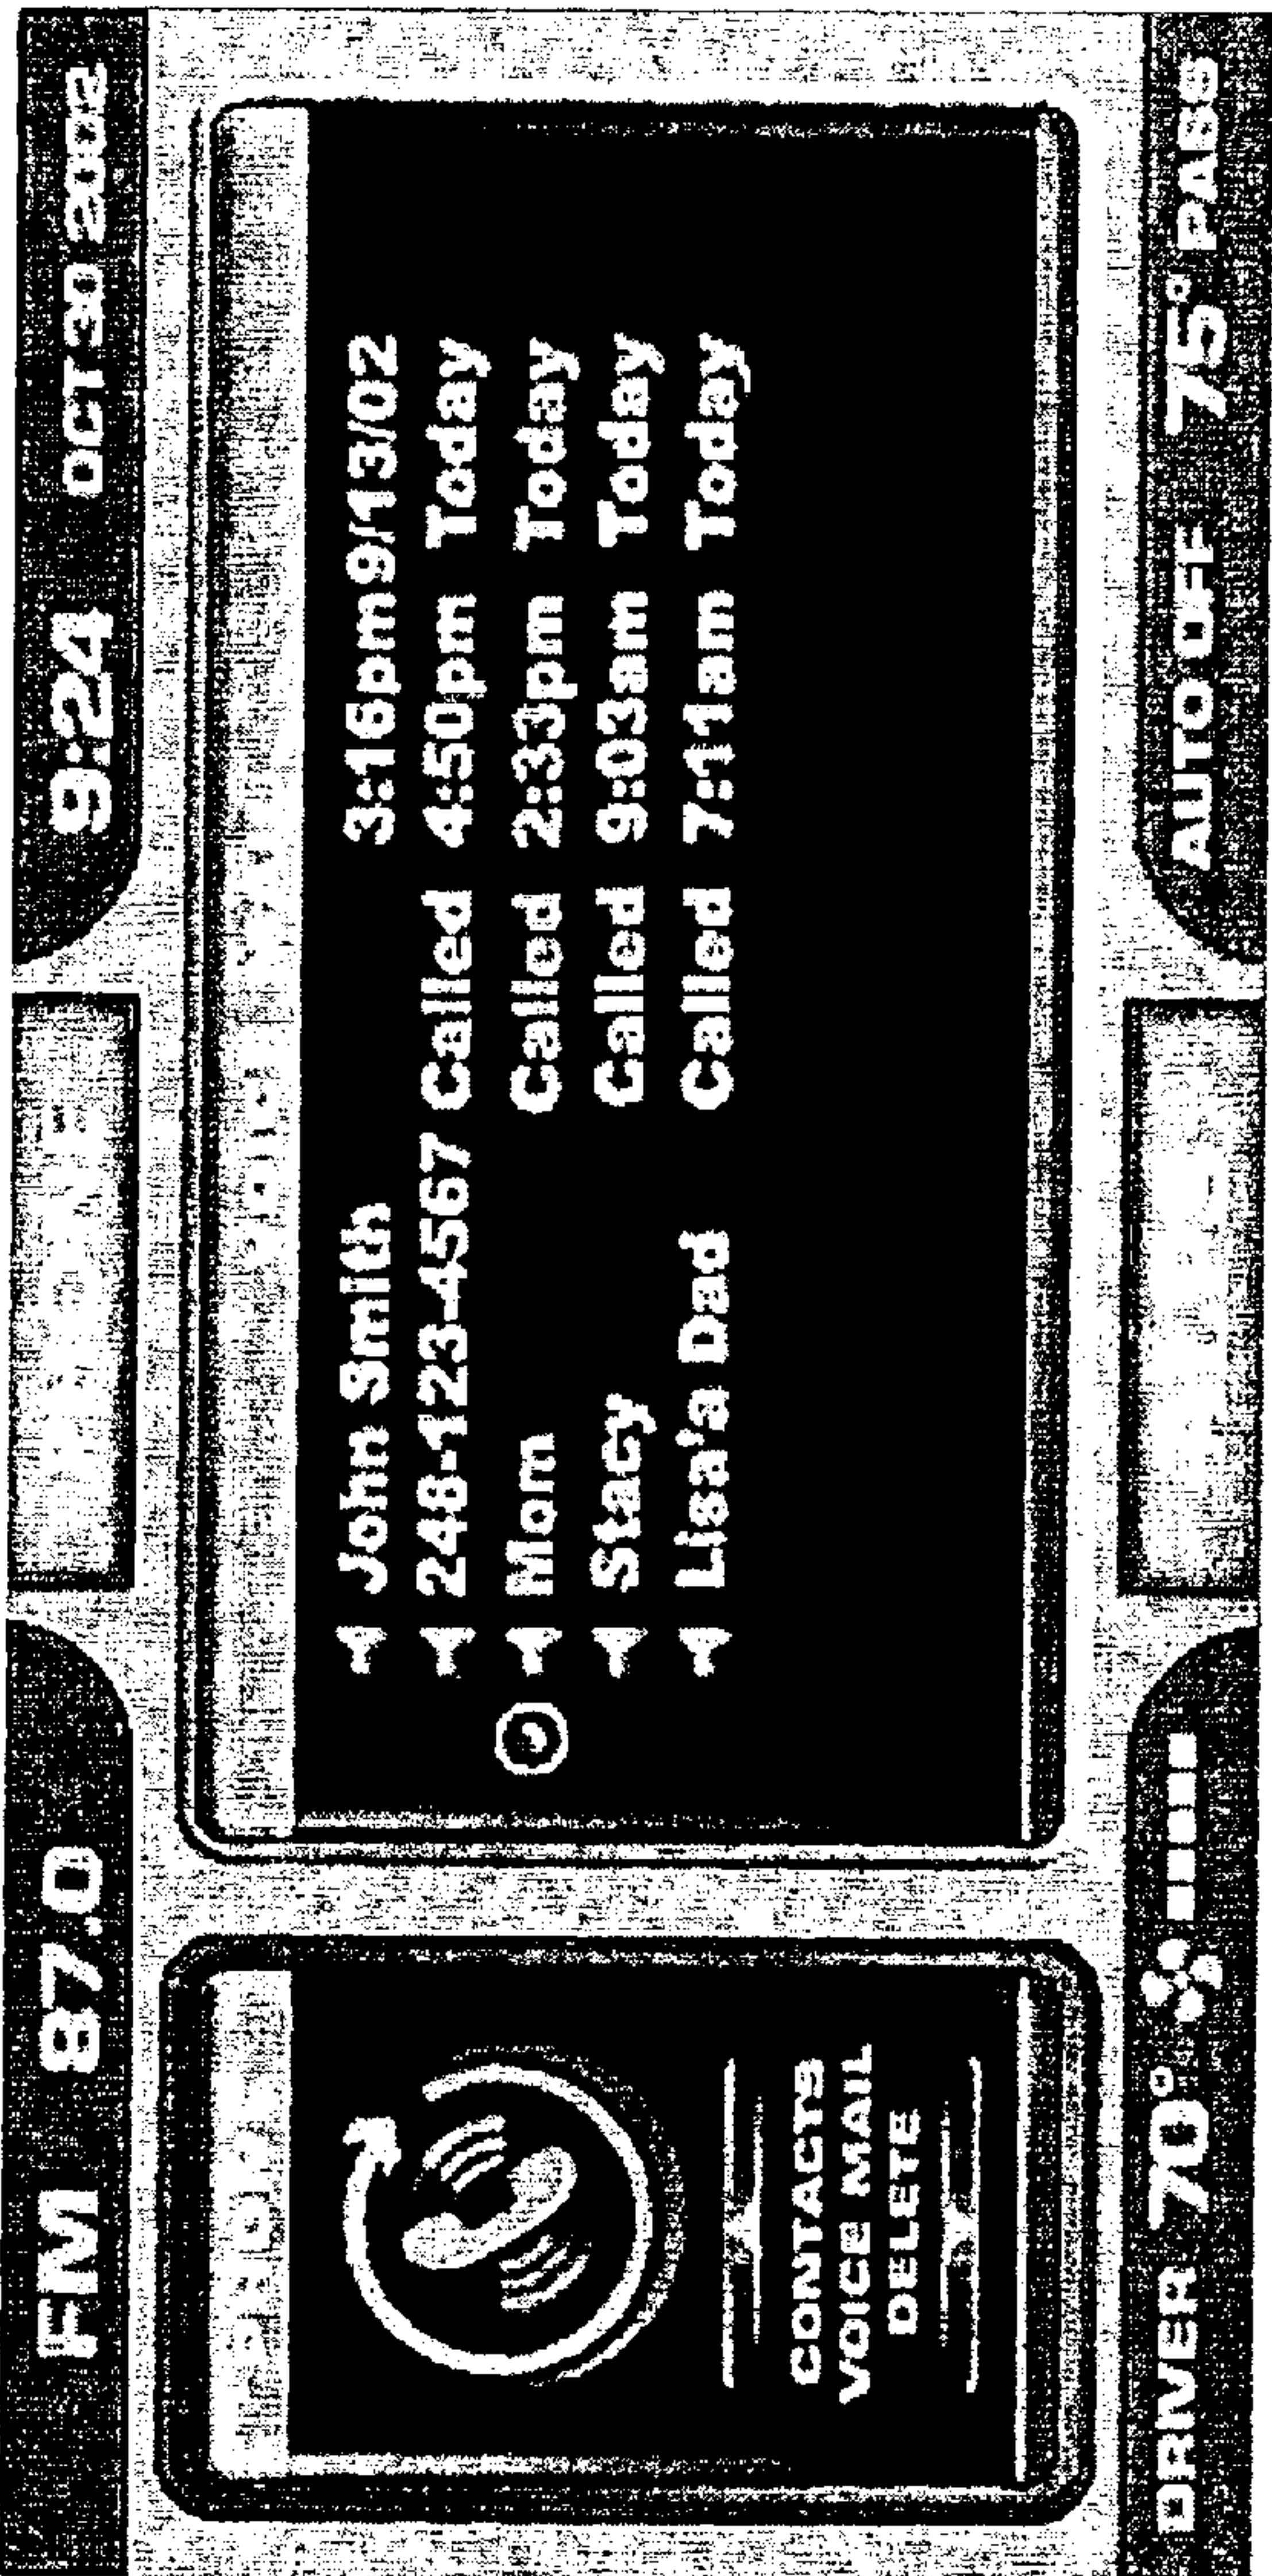 FM 87.0
9:24 OCT 30 2002
John Smith 3:16pm 9/13/02
248-123-4567 Called 4:50pm Today
Mom Called 2:33pm Today
Stacy Called 9:03am Today
Lisa'a Dad Called 7:11am Today
CONTACTS
VOICE MAIL
DELETE
DRIVER 70°
AUTO OFF 75° PASS